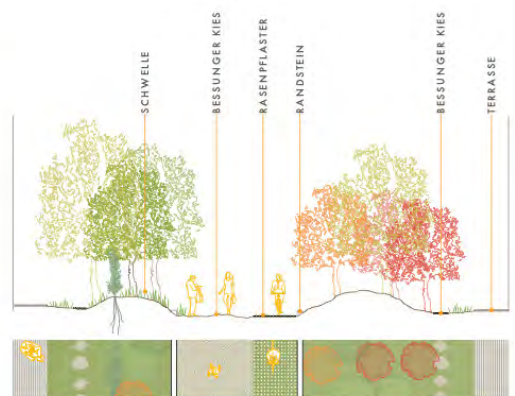 SCHWELLE
BESSUNGER KIES
RASENPFLASTER
RANDSTEIN
BESSUNGER KIES
TERRASSE